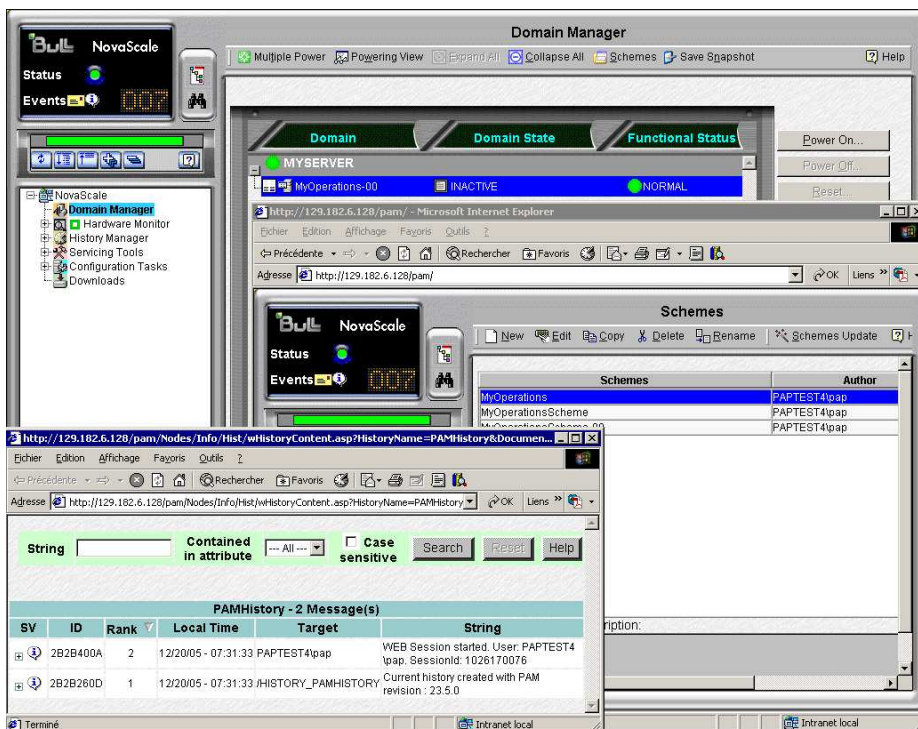 Domain Manager
Bull NovaScale
Status
Events 007
Multiple Power Powering View Expand All Collapse All Schemes Save Snapshot Help
Domain Domain State Functional Status
MYSERVER
MyOperations-00 INACTIVE NORMAL
Power On...
Power Off...
Reset...
NovaScale
Domain Manager
Hardware Monitor
History Manager
Servicing Tools
Configuration Tasks
Downloads
http://129.182.6.128/pam/ - Microsoft Internet Explorer
Fichier Edition Affichage Favoris Outils ?
Précédente Rechercher Favoris
Adresse http://129.182.6.128/pam/ OK Liens »
Schemes
Bull NovaScale
Status
Events 007
New Edit Copy Delete Rename Schemes Update
Schemes Author
MyOperations PAPTEST4\pap
MyOperationsScheme PAPTEST4\pap
PAPTEST4\pap
ription:
Intranet local
http://129.182.6.128/pam/Nodes/Info/Hist/wHistoryContent.asp?HistoryName=PAMHistory&Documen...
Fichier Edition Affichage Favoris Outils ?
Précédente Rechercher Favoris
Adresse http://129.182.6.128/pam/Nodes/Info/Hist/wHistoryContent.asp?HistoryName=PAMHistory OK Liens »
String Contained in attribute --- All --- Case sensitive Search Reset Help
PAMHistory - 2 Message(s)
SV ID Rank Local Time Target String
2B2B400A 2 12/20/05 - 07:31:33 PAPTEST4\pap WEB Session started. User: PAPTEST4
\pap. SessionId: 1026170076
2B2B260D 1 12/20/05 - 07:31:33 /HISTORY_PAMHISTORY Current history created with PAM
revision : 23.5.0
Terminé Intranet local